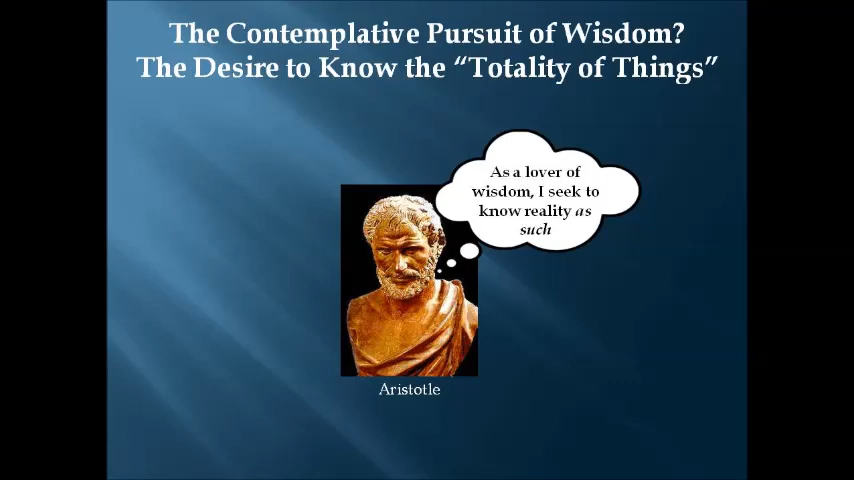 The Contemplative Pursuit of Wisdom?
The Desire to Know the “Totality of Things”
As a lover of
wisdom, I seek to
know reality as
such
Aristotle